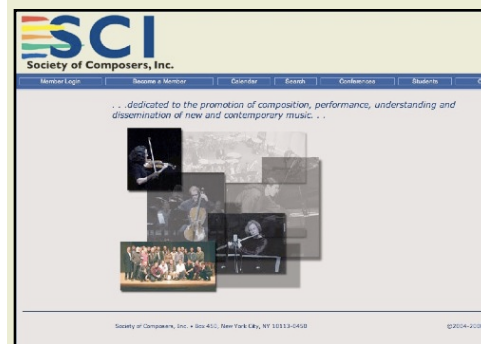 SCI
Society of Composers, Inc.
Member Login
Become a Member
Calendar
Search
Conferences
Students
. . .dedicated to the promotion of composition, performance, understanding and
dissemination of new and contemporary music. . .
Society of Composers, Inc. • Box 450, New York City, NY 10113-0450